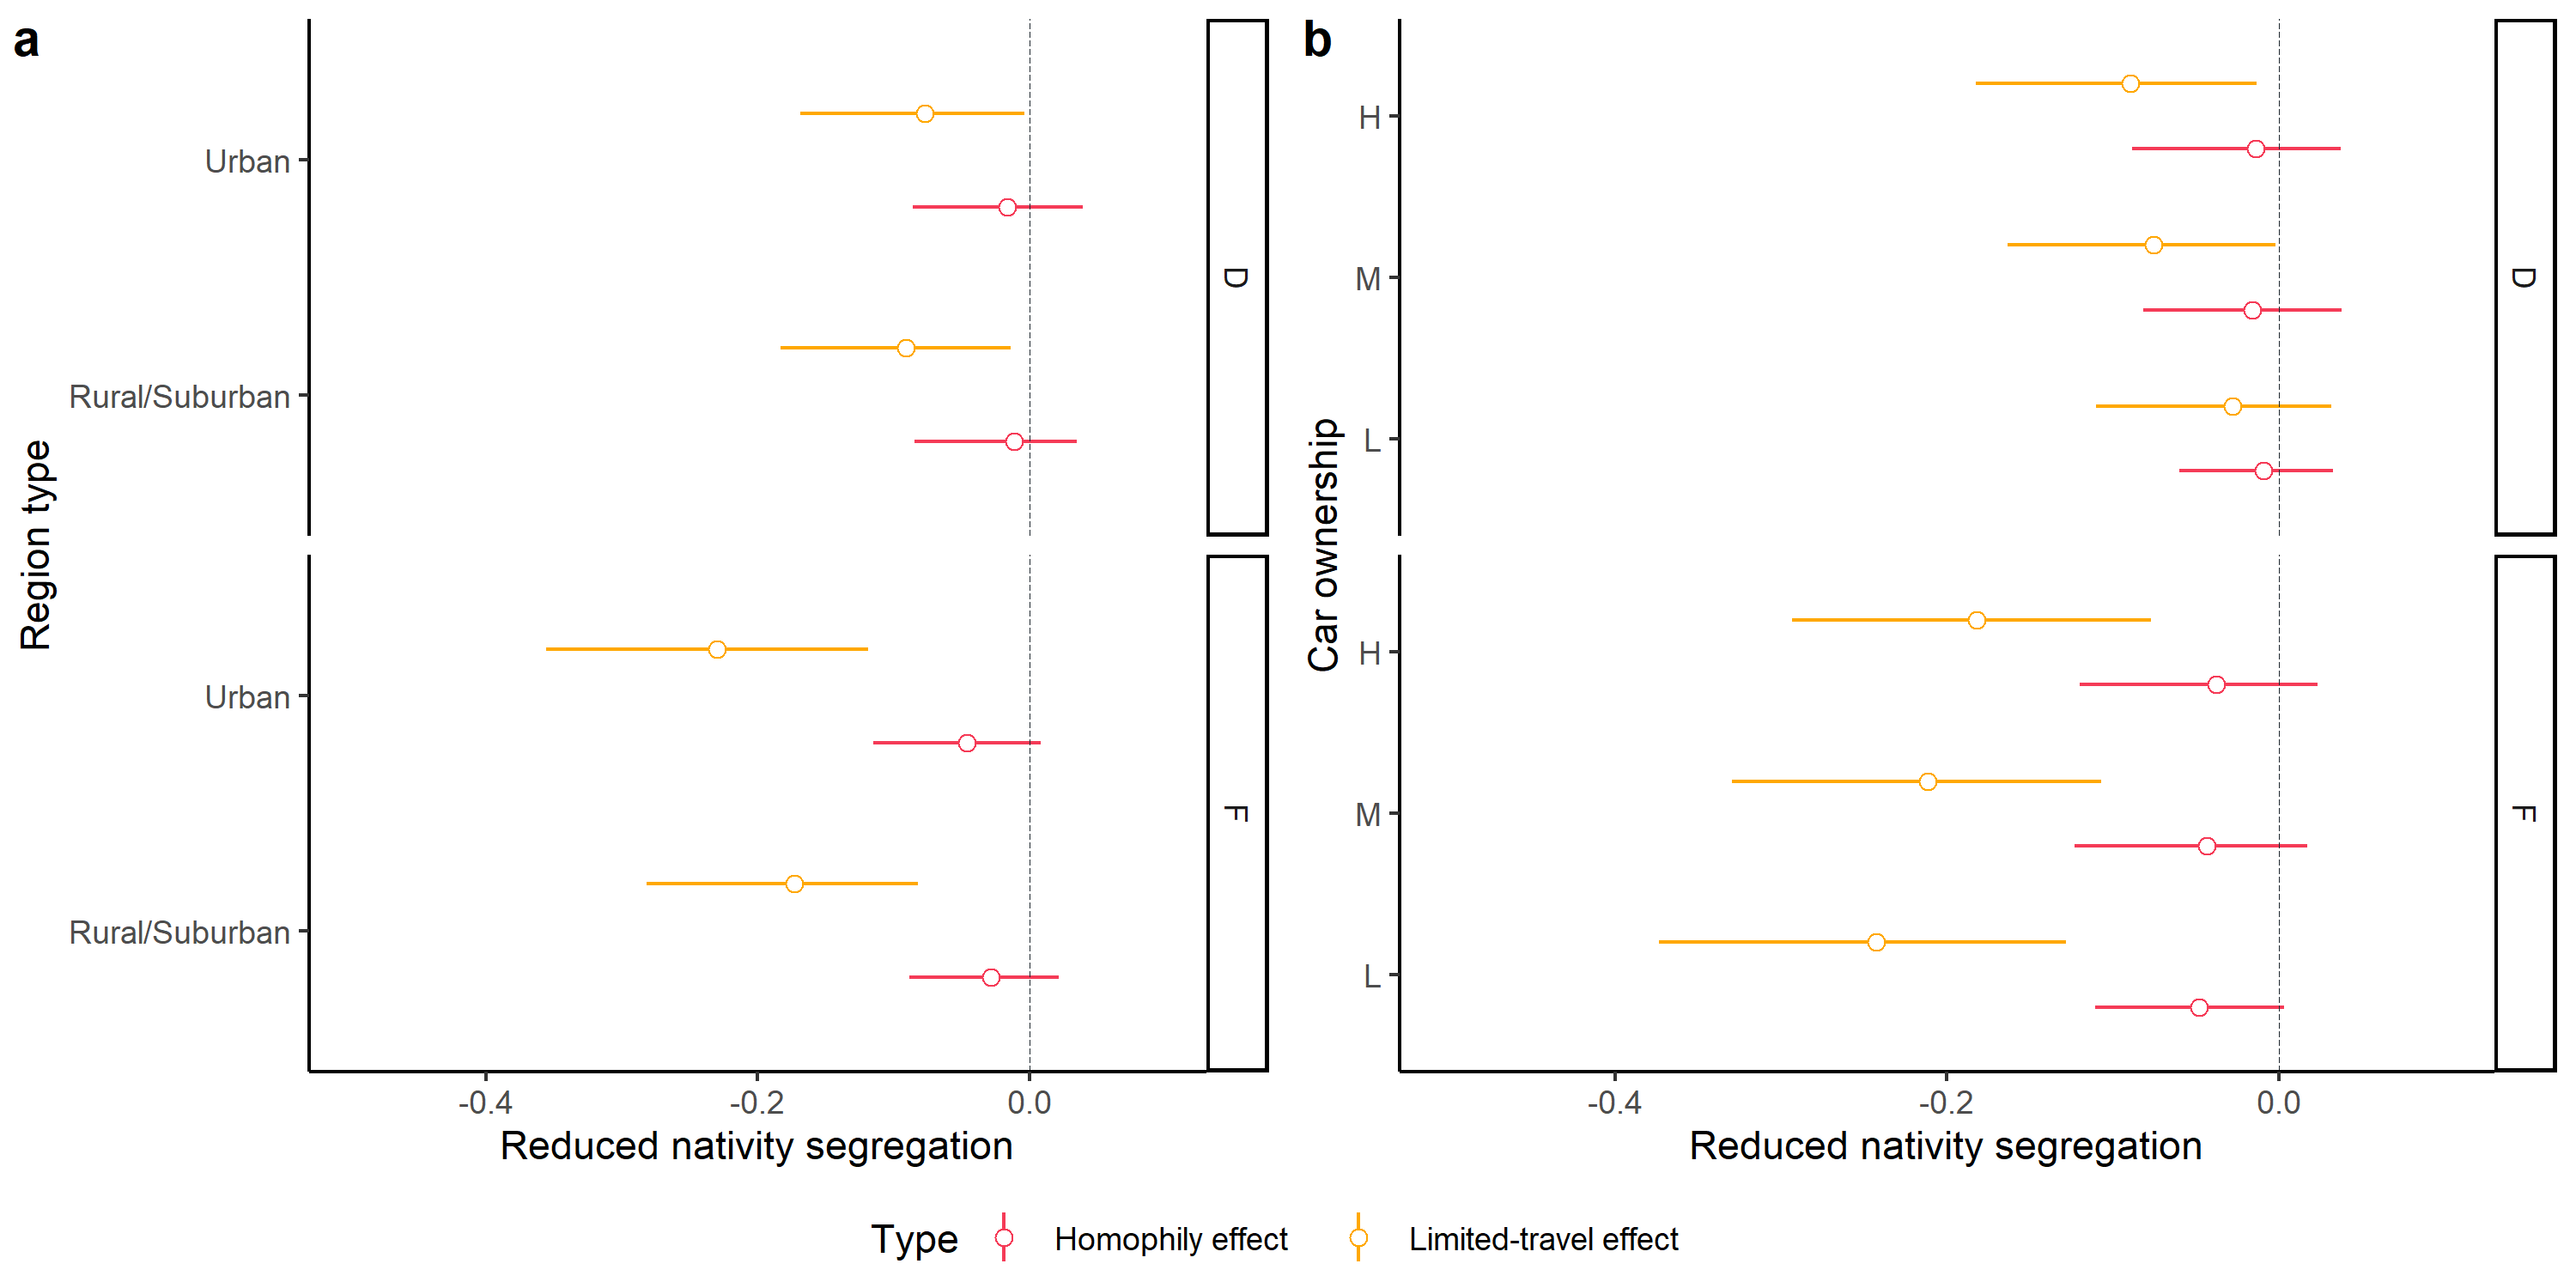 a
Region type
Urban
Rural/Suburban
D
Urban
Rural/Suburban
F
-0.4
-0.2
0.0
Reduced nativity segregation
b
Car ownership
H
M
L
D
H
M
L
F
-0.4
-0.2
0.0
Reduced nativity segregation
Type
Homophily effect
Limited-travel effect